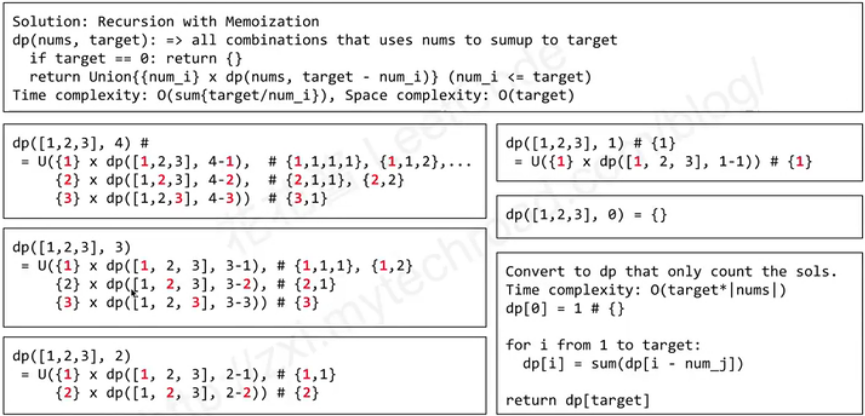 Solution: Recursion with Memoization
dp(nums, target): => all combinations that uses nums to sumup to target
  if target == 0: return {}
  return Union{{num_i} x dp(nums, target - num_i)} (num_i <= target)
Time complexity: O(sum{target/num_i}), Space complexity: O(target)
dp([1,2,3], 4) #
= U({1} x dp([1,2,3], 4-1),  # {1,1,1,1}, {1,1,2},...
    {2} x dp([1,2,3], 4-2),  # {2,1,1}, {2,2}
    {3} x dp([1,2,3], 4-3))  # {3,1}
dp([1,2,3], 3)
= U({1} x dp([1, 2, 3], 3-1), # {1,1,1}, {1,2}
    {2} x dp([1, 2, 3], 3-2), # {2,1}
    {3} x dp([1, 2, 3], 3-3)) # {3}
dp([1,2,3], 2)
= U({1} x dp([1, 2, 3], 2-1), # {1,1}
    {2} x dp([1, 2, 3], 2-2)) # {2}
dp([1,2,3], 1) # {1}
= U({1} x dp([1, 2, 3], 1-1)) # {1}
dp([1,2,3], 0) = {}
Convert to dp that only count the sols.
Time complexity: O(target*|nums|)
dp[0] = 1 # {}
for i from 1 to target:
  dp[i] = sum(dp[i - num_j])
return dp[target]
http://zxi.mytechroad.com/blog/